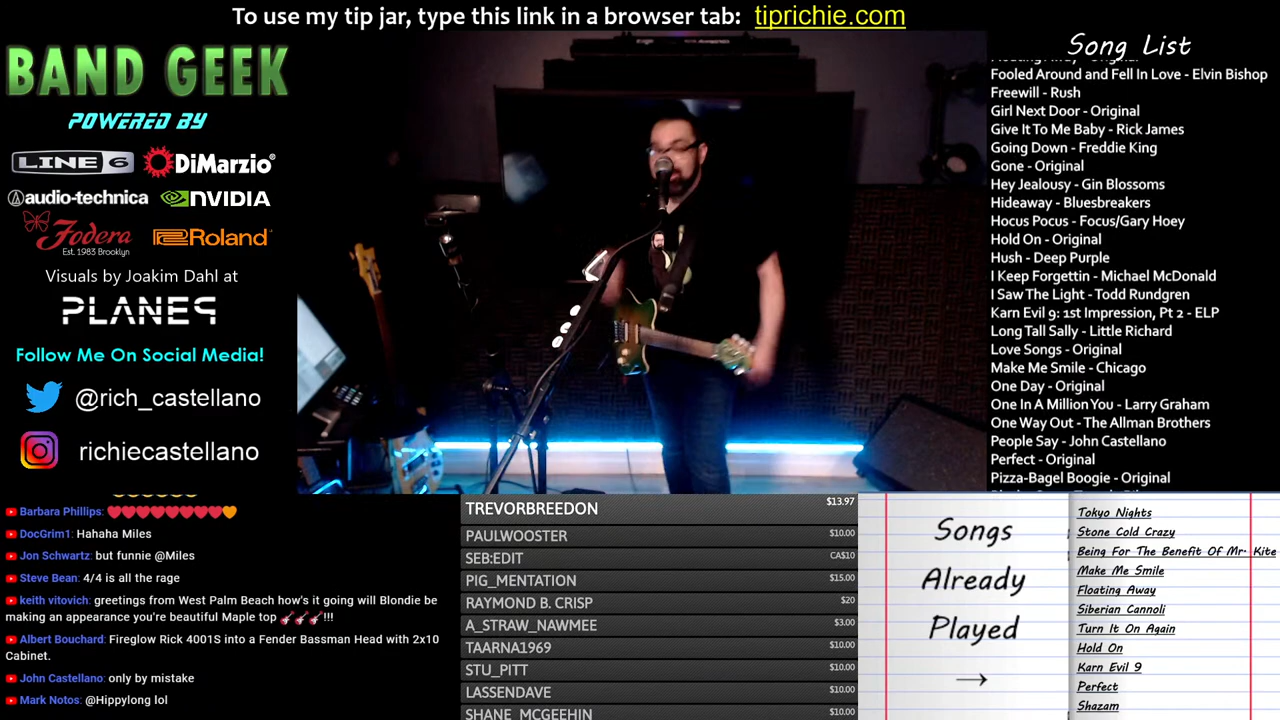 To use my tip jar, type this link in a browser tab: tiprichie.com
BAND GEEK
POWERED BY
LINE 6
DiMarzio
audio-technica
NVIDIA
Fodera
Est. 1983 Brooklyn
Roland
Visuals by Joakim Dahl at
PLANE9
Follow Me On Social Media!
@rich_castellano
richiecastellano
Song List
Fooled Around and Fell In Love - Elvin Bishop
Freewill - Rush
Girl Next Door - Original
Give It To Me Baby - Rick James
Going Down - Freddie King
Gone - Original
Hey Jealousy - Gin Blossoms
Hideaway - Bluesbreakers
Hocus Pocus - Focus/Gary Hoey
Hold On - Original
Hush - Deep Purple
I Keep Forgettin - Michael McDonald
I Saw The Light - Todd Rundgren
Karn Evil 9: 1st Impression, Pt 2 - ELP
Long Tall Sally - Little Richard
Love Songs - Original
Make Me Smile - Chicago
One Day - Original
One In A Million You - Larry Graham
One Way Out - The Allman Brothers
People Say - John Castellano
Perfect - Original
Pizza-Bagel Boogie - Original
Barbara Phillips:
DocGrim1: Hahaha Miles
Jon Schwartz: but funnie @Miles
Steve Bean: 4/4 is all the rage
keith vitovich: greetings from West Palm Beach how's it going will Blondie be
making an appearance you're beautiful Maple top !!!
Albert Bouchard: Fireglow Rick 4001S into a Fender Bassman Head with 2x10
Cabinet.
John Castellano: only by mistake
Mark Notos: @Hippylong lol
TREVORBREEDON $13.97
PAULWOOSTER $10.00
SEB:EDIT CA$10
PIG_MENTATION $15.00
RAYMOND B. CRISP $20
A_STRAW_NAWMEE $3.00
TAARNA1969 $10.00
STU_PITT $10.00
LASSENDAVE $10.00
SHANE_MCGEEHIN $10.00
Songs
Already
Played
→
Tokyo Nights
Stone Cold Crazy
Being For The Benefit Of Mr. Kite
Make Me Smile
Floating Away
Siberian Cannoli
Turn It On Again
Hold On
Karn Evil 9
Perfect
Shazam